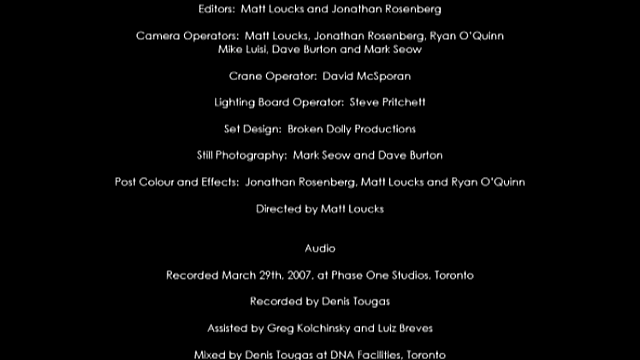 Editors:  Matt Loucks and Jonathan Rosenberg
Camera Operators:  Matt Loucks, Jonathan Rosenberg, Ryan O'Quinn
Mike Luisi, Dave Burton and Mark Seow
Crane Operator:  David McSporan
Lighting Board Operator:  Steve Pritchett
Set Design:  Broken Dolly Productions
Still Photography:  Mark Seow and Dave Burton
Post Colour and Effects:  Jonathan Rosenberg, Matt Loucks and Ryan O'Quinn
Directed by Matt Loucks
Audio
Recorded March 29th, 2007, at Phase One Studios, Toronto
Recorded by Denis Tougas
Assisted by Greg Kolchinsky and Luiz Breves
Mixed by Denis Tougas at DNA Facilities, Toronto